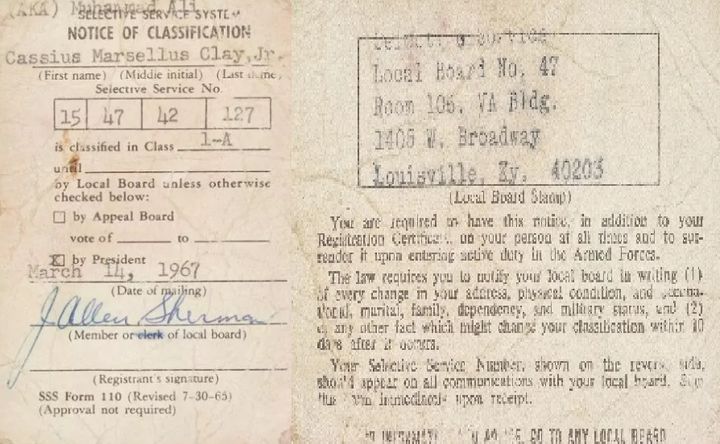 (AKA) Muhammad Ali
SELECTIVE SERVICE SYSTEM
NOTICE OF CLASSIFICATION
Cassius Marsellus Clay, Jr.
(First name) (Middle initial) (Last name)
Selective Service No
15 47 42 127
is classified in Class 1-A
until
by Local Board unless otherwise
checked below:
by Appeal Board
vote of to
X by President
March 14, 1967
(Date of mailing)
J Allen Sherman
(Member or clerk of local board)
(Registrant's signature)
SSS Form 110 (Revised 7-30-65)
(Approval not required)
Local Board No. 47
Room 105, VA Bldg.
1405 W. Broadway
Louisville, Ky. 40203
(Local Board Stamp)
You are required to have this notice, in addition to your
Registration Certificate, on your person at all times and to sur-
render it upon entering active duty in the Armed Forces.
The law requires you to notify your local board in writing (1)
of every change in your address, physical condition, and occupa-
tional, marital, family, dependency, and military status, and (2)
of any other fact which might change your classification within 10
days after it occurs.
Your Selective Service Number, shown on the reverse side,
should appear on all communications with your local board. Sign
this form immediately upon receipt.
GO TO ANY LOCAL BOARD